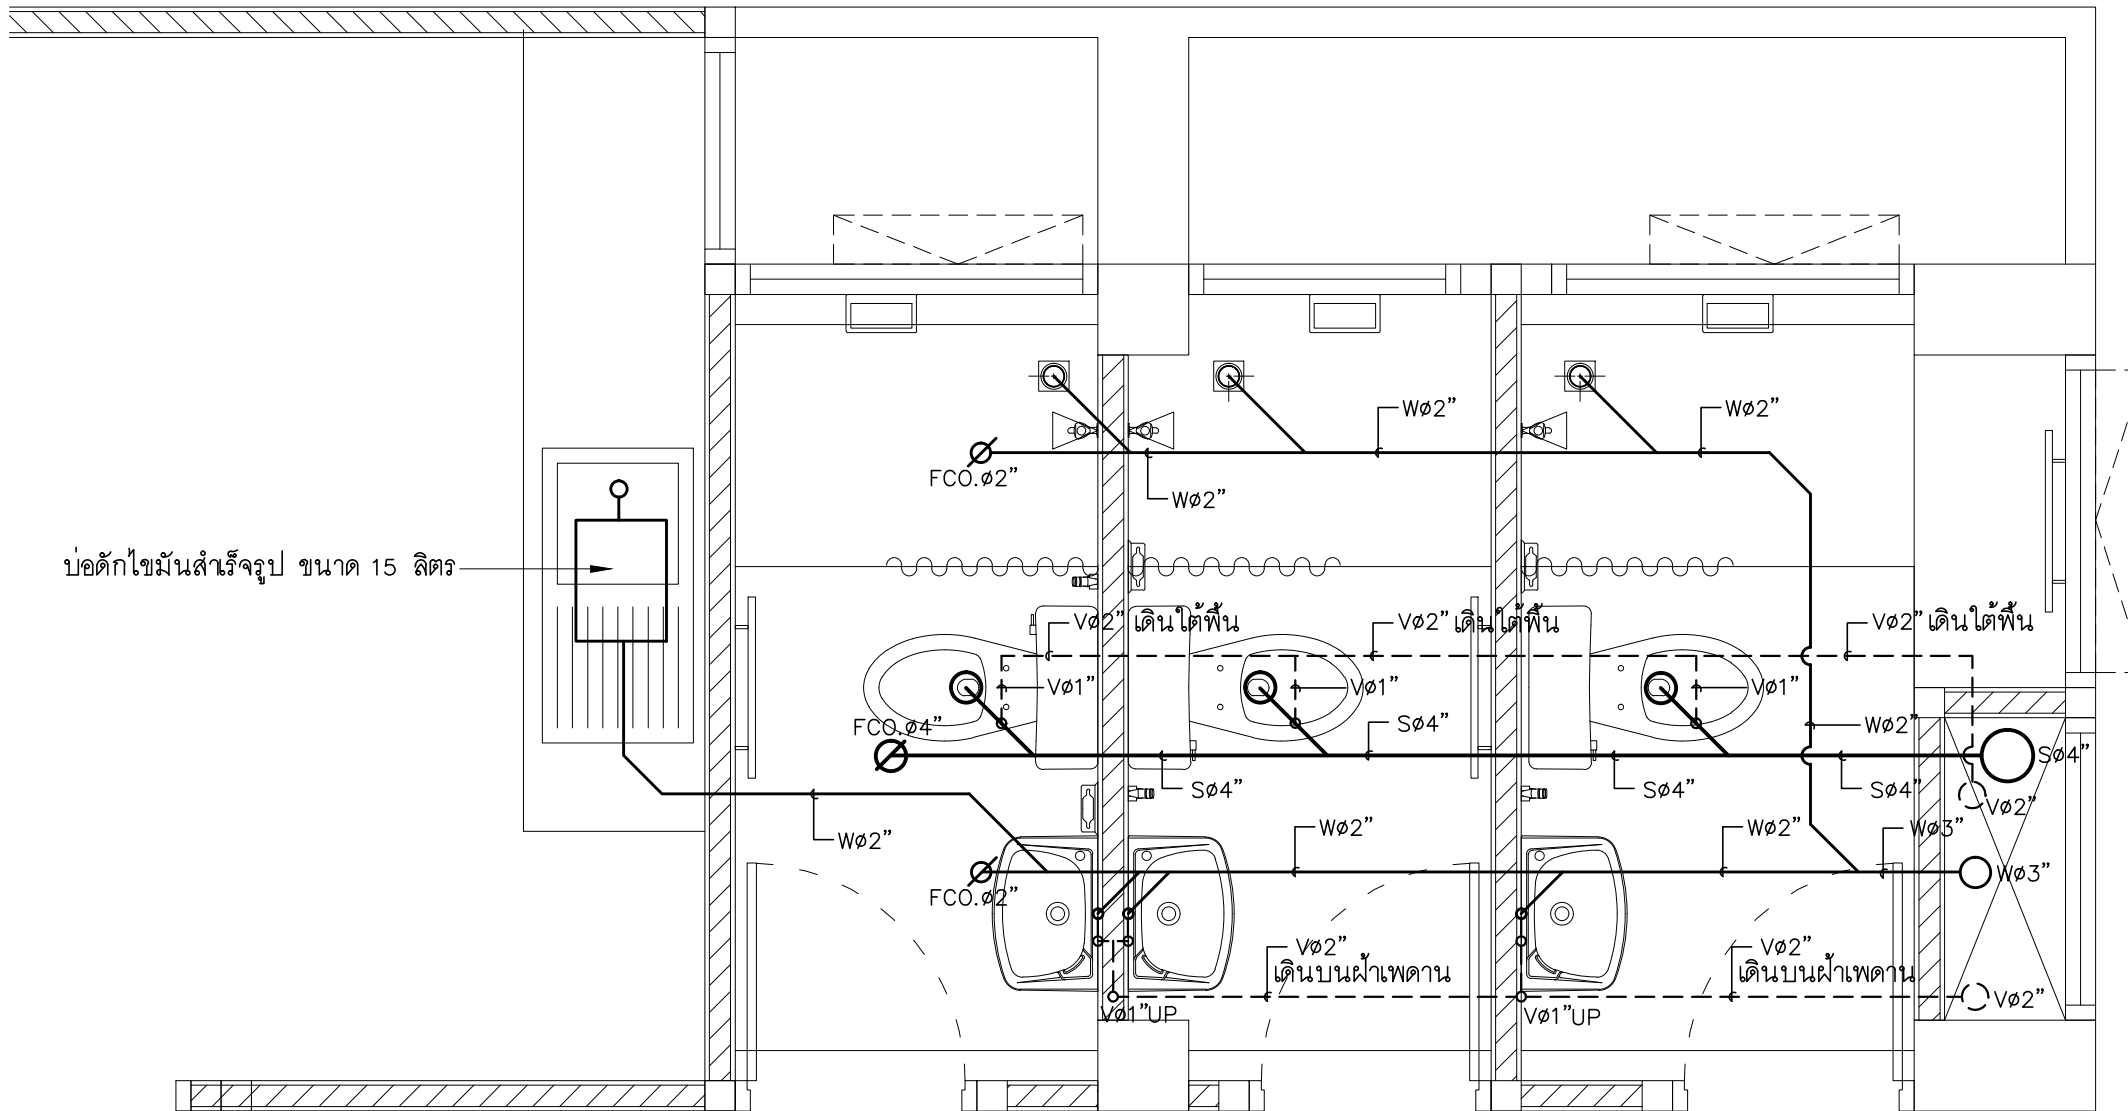 Wø2”
Wø2”
FCO.ø2”
Wø2”
บ่อดักไขมันสำเร็จรูป ขนาด 15 ลิตร
Vø2” เดินใต้พื้น
Vø2” เดินใต้พื้น
Vø2” เดินใต้พื้น
Vø1”
Vø1”
Vø1”
FCO.ø4”
Sø4”
Wø2”
Sø4”
Sø4”
Sø4”
Sø4”
Vø2”
Wø2”
Wø2”
Wø2”
Wø3”
Wø3”
FCO.ø2”
Vø2”
เดินบนฝ้าเพดาน
Vø2”
เดินบนฝ้าเพดาน
Vø2”
Vø1”UP
Vø1”UP